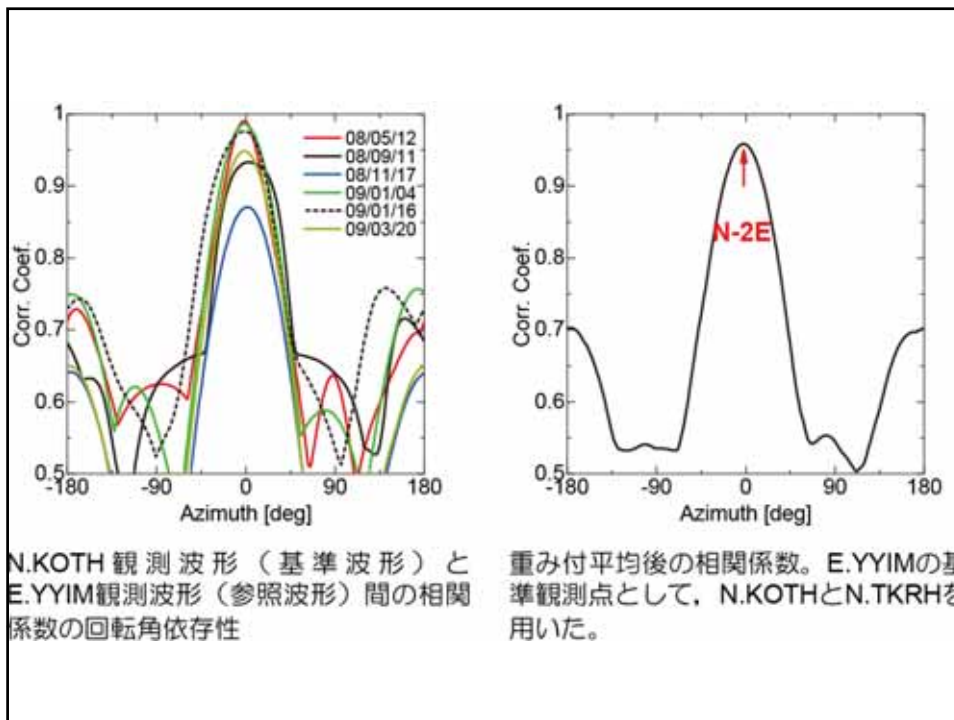 1
0.9
0.8
0.7
0.6
0.5
Corr. Coef.
-180
-90
0
90
180
Azimuth [deg]
08/05/12
08/09/11
08/11/17
09/01/04
09/01/16
09/03/20
N.KOTH 観測波形（基準波形）と
E.YYIM観測波形（参照波形）間の相関
係数の回転角依存性
1
0.9
0.8
0.7
0.6
0.5
Corr. Coef.
-180
-90
0
90
180
Azimuth [deg]
N-2E
重み付平均後の相関係数。E.YYIMの基
準観測点として，N.KOTHとN.TKRHを
用いた。